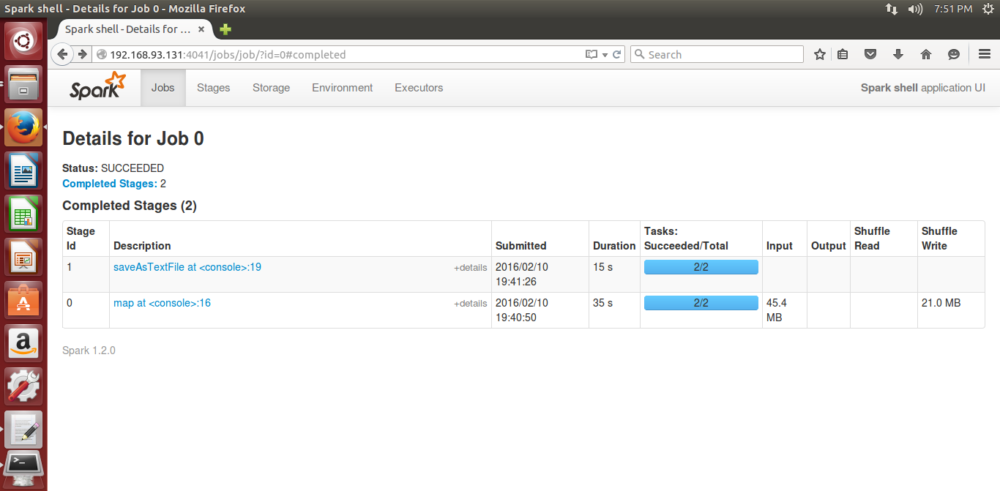 Spark shell - Details for Job 0 - Mozilla Firefox
7:51 PM
Spark shell - Details for ...
192.168.93.131:4041/jobs/job/?id=0#completed
Search
Spark
Jobs
Stages
Storage
Environment
Executors
Spark shell application UI
Details for Job 0
Status: SUCCEEDED
Completed Stages: 2
Completed Stages (2)
Stage Id
Description
Submitted
Duration
Tasks: Succeeded/Total
Input
Output
Shuffle Read
Shuffle Write
1
saveAsTextFile at <console>:19
+details
2016/02/10 19:41:26
15 s
2/2
0
map at <console>:16
+details
2016/02/10 19:40:50
35 s
2/2
45.4 MB
21.0 MB
Spark 1.2.0